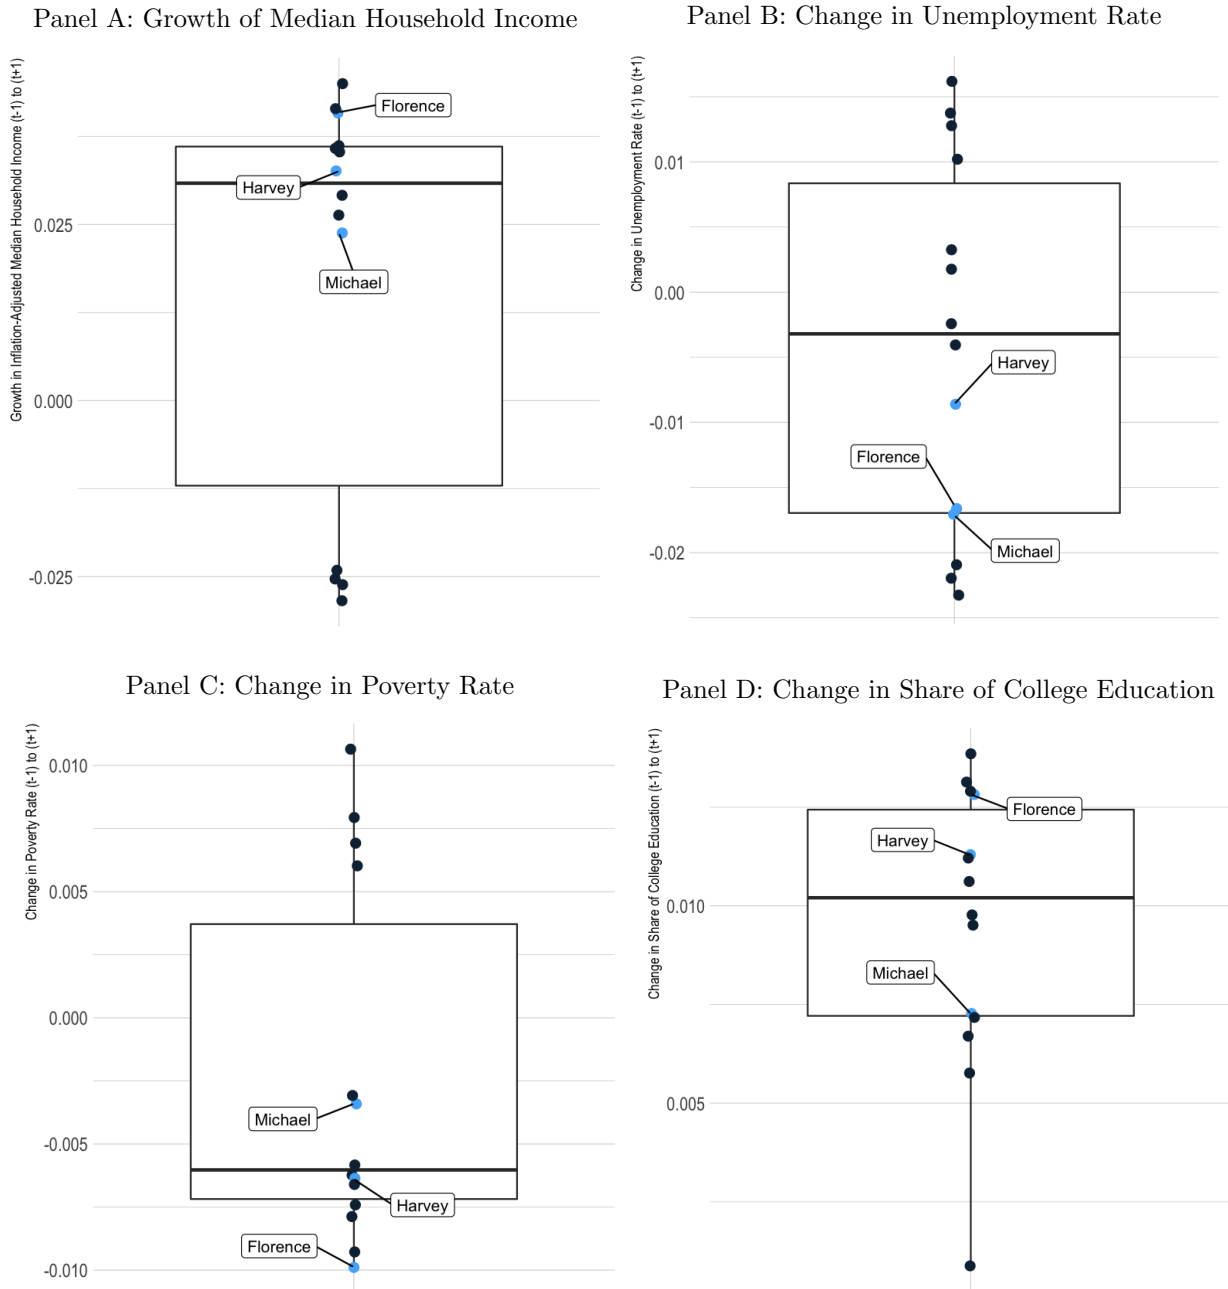 Panel A: Growth of Median Household Income
Growth in Inflation-Adjusted Median Household Income (t-1) to (t+1)
0.025
0.000
-0.025
Florence
Harvey
Michael
Panel B: Change in Unemployment Rate
Change in Unemployment Rate (t-1) to (t+1)
0.01
0.00
-0.01
-0.02
Harvey
Florence
Michael
Panel C: Change in Poverty Rate
Change in Poverty Rate (t-1) to (t+1)
0.010
0.005
0.000
-0.005
-0.010
Michael
Harvey
Florence
Panel D: Change in Share of College Education
Change in Share of College Education (t-1) to (t+1)
0.010
0.005
Florence
Harvey
Michael